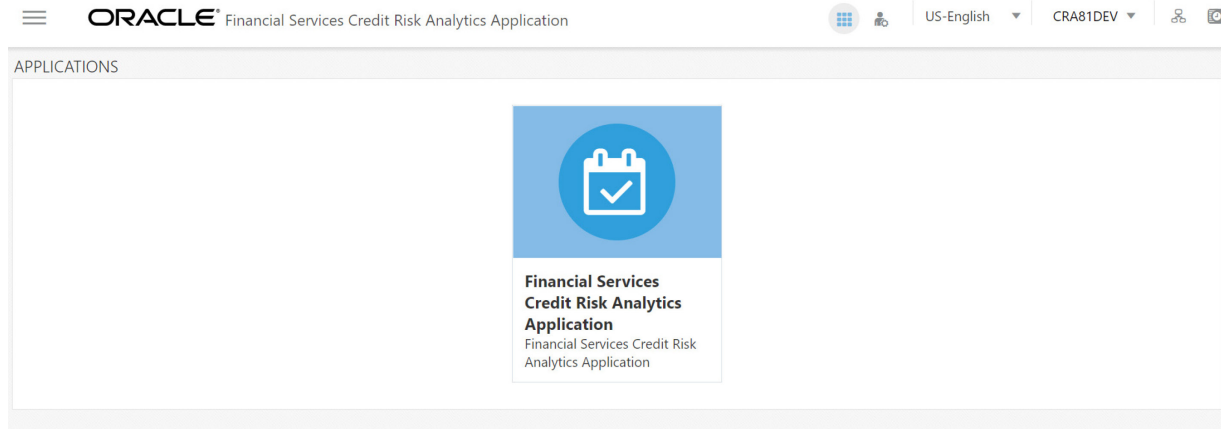 ORACLE® Financial Services Credit Risk Analytics Application
US-English
CRA81DEV
APPLICATIONS
Financial Services
Credit Risk Analytics
Application
Financial Services Credit Risk
Analytics Application